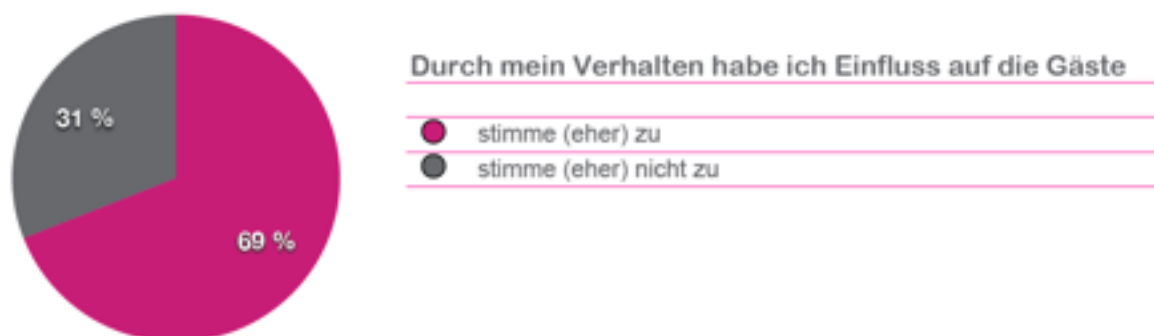 31 %
69 %
Durch mein Verhalten habe ich Einfluss auf die Gäste
stimme (eher) zu
stimme (eher) nicht zu